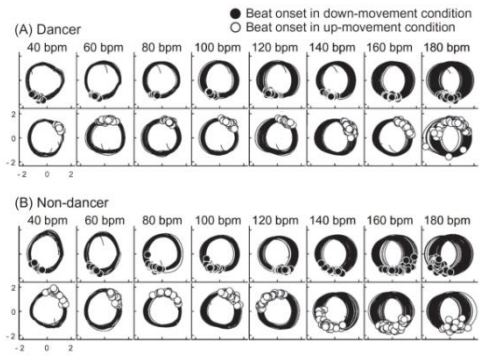 ● Beat onset in down-movement condition
○ Beat onset in up-movement condition
(A) Dancer
40 bpm 60 bpm 80 bpm 100 bpm 120 bpm 140 bpm 160 bpm 180 bpm
2
0
-2
-2 0 2
(B) Non-dancer
40 bpm 60 bpm 80 bpm 100 bpm 120 bpm 140 bpm 160 bpm 180 bpm
2
0
-2
-2 0 2